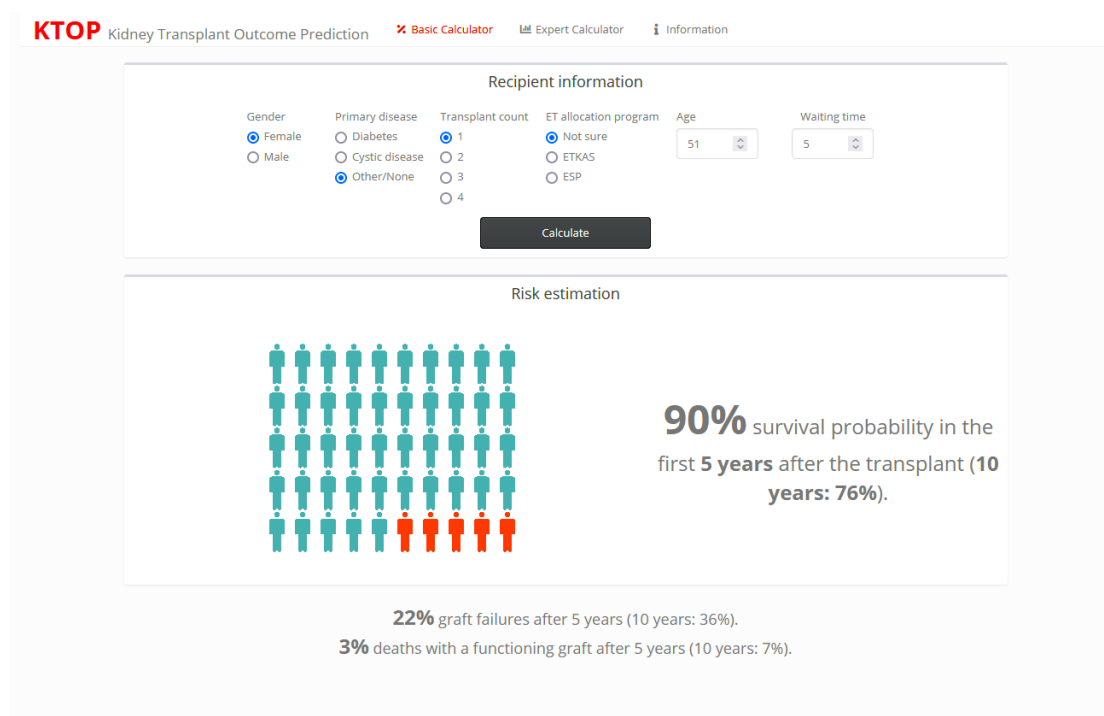 KTOP Kidney Transplant Outcome Prediction Basic Calculator Expert Calculator Information
Recipient information
Gender Primary disease Transplant count ET allocation program Age Waiting time
Female Diabetes 1 Not sure 51 5
Male Cystic disease 2 ETKAS
Other/None 3 ESP
4
Calculate
Risk estimation
90% survival probability in the
first 5 years after the transplant (10
years: 76%).
22% graft failures after 5 years (10 years: 36%).
3% deaths with a functioning graft after 5 years (10 years: 7%).